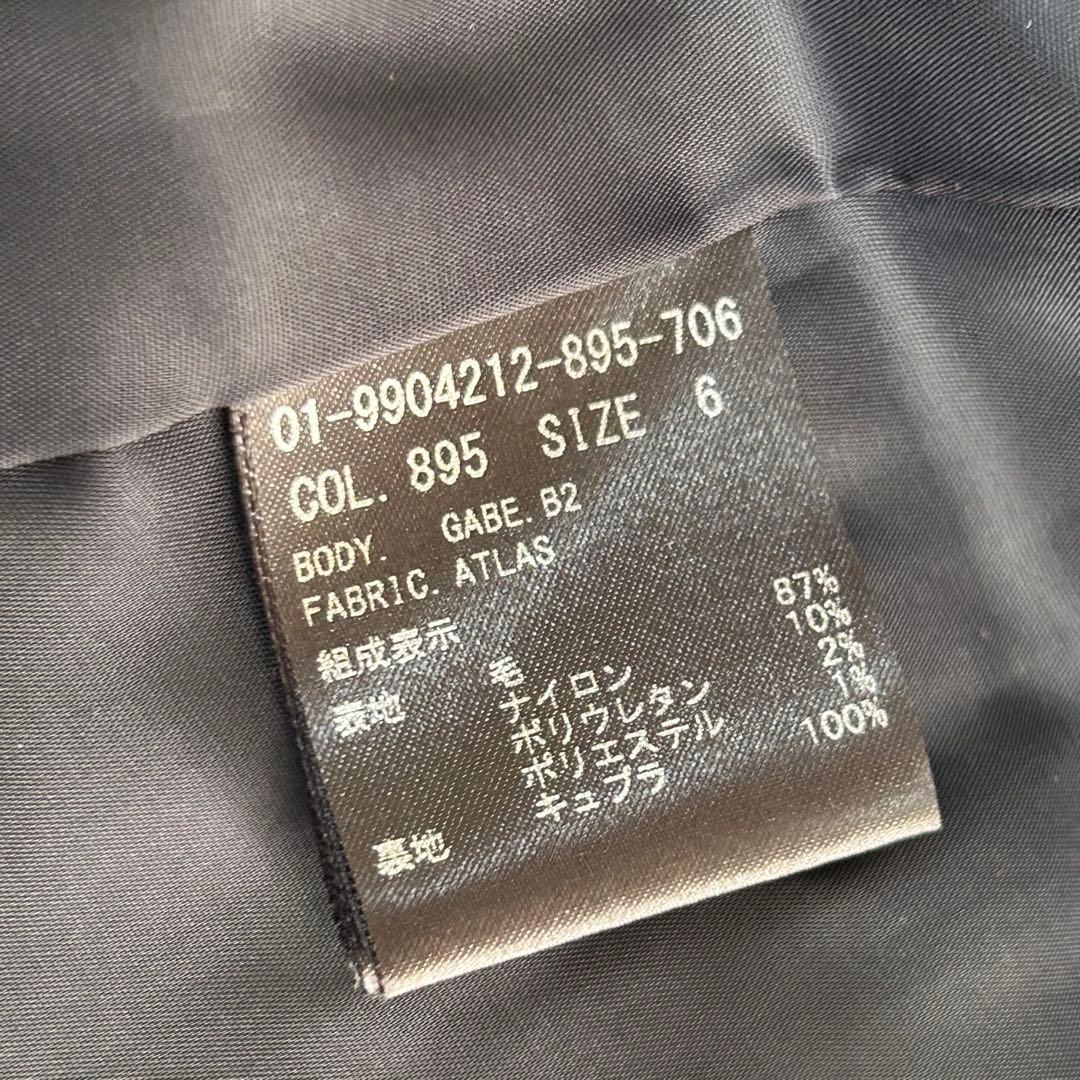 01-9904212-895-706
COL. 895 SIZE 6
BODY. GABE.B2
FABRIC. ATLAS
組成表示
表地 毛 87%
ナイロン 10%
ポリウレタン 2%
ポリエステル 1%
裏地 キュプラ 100%